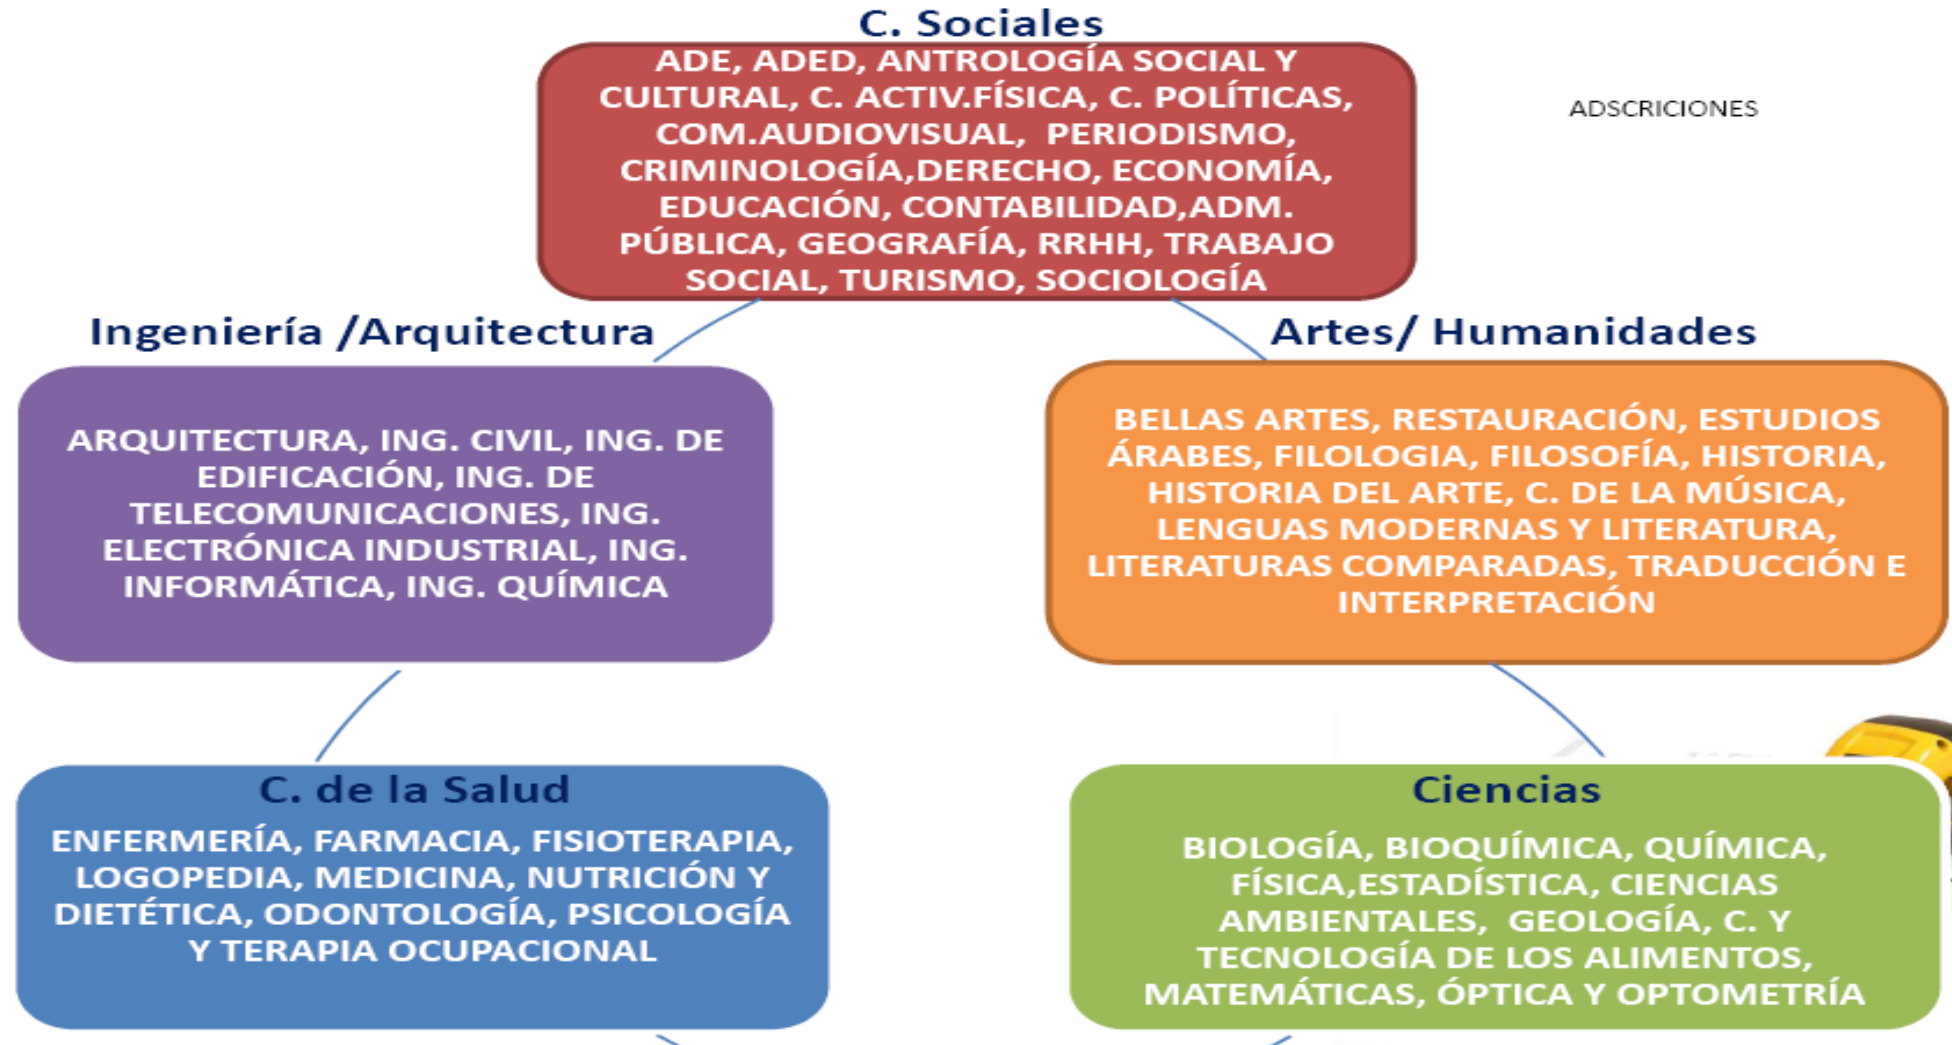 C. Sociales
ADE, ADED, ANTROLOGÍA SOCIAL Y
CULTURAL, C. ACTIV.FÍSICA, C. POLÍTICAS,
COM.AUDIOVISUAL, PERIODISMO,
CRIMINOLOGÍA,DERECHO, ECONOMÍA,
EDUCACIÓN, CONTABILIDAD,ADM.
PÚBLICA, GEOGRAFÍA, RRHH, TRABAJO
SOCIAL, TURISMO, SOCIOLOGÍA
ADSCRICIONES
Ingeniería /Arquitectura
ARQUITECTURA, ING. CIVIL, ING. DE
EDIFICACIÓN, ING. DE
TELECOMUNICACIONES, ING.
ELECTRÓNICA INDUSTRIAL, ING.
INFORMÁTICA, ING. QUÍMICA
Artes/ Humanidades
BELLAS ARTES, RESTAURACIÓN, ESTUDIOS
ÁRABES, FILOLOGIA, FILOSOFÍA, HISTORIA,
HISTORIA DEL ARTE, C. DE LA MÚSICA,
LENGUAS MODERNAS Y LITERATURA,
LITERATURAS COMPARADAS, TRADUCCIÓN E
INTERPRETACIÓN
C. de la Salud
ENFERMERÍA, FARMACIA, FISIOTERAPIA,
LOGOPEDIA, MEDICINA, NUTRICIÓN Y
DIETÉTICA, ODONTOLOGÍA, PSICOLOGÍA
Y TERAPIA OCUPACIONAL
Ciencias
BIOLOGÍA, BIOQUÍMICA, QUÍMICA,
FÍSICA,ESTADÍSTICA, CIENCIAS
AMBIENTALES, GEOLOGÍA, C. Y
TECNOLOGÍA DE LOS ALIMENTOS,
MATEMÁTICAS, ÓPTICA Y OPTOMETRÍA